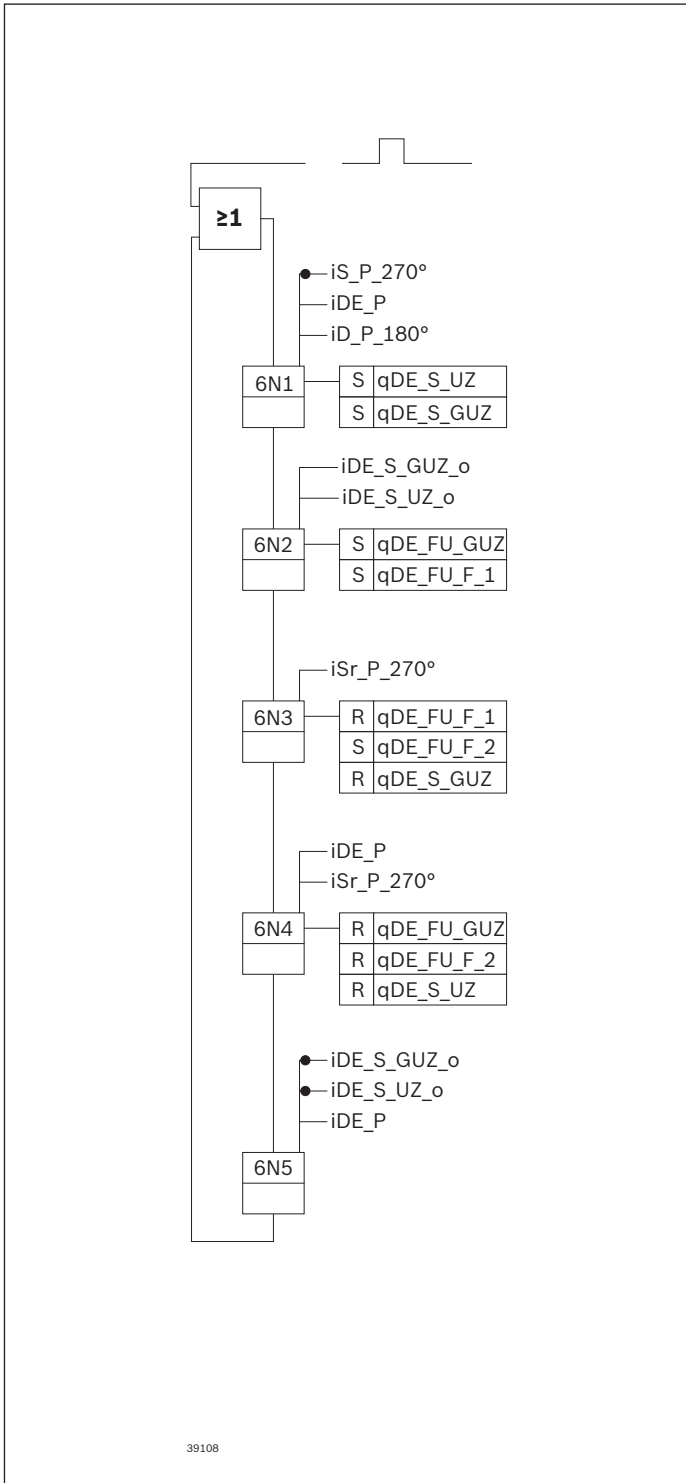 ≥1
iS_P_270°
iDE_P
iD_P_180°
6N1
S qDE_S_UZ
S qDE_S_GUZ
iDE_S_GUZ_o
iDE_S_UZ_o
6N2
S qDE_FU_GUZ
S qDE_FU_F_1
iSr_P_270°
6N3
R qDE_FU_F_1
S qDE_FU_F_2
R qDE_S_GUZ
iDE_P
iSr_P_270°
6N4
R qDE_FU_GUZ
R qDE_FU_F_2
R qDE_S_UZ
iDE_S_GUZ_o
iDE_S_UZ_o
iDE_P
6N5
39108